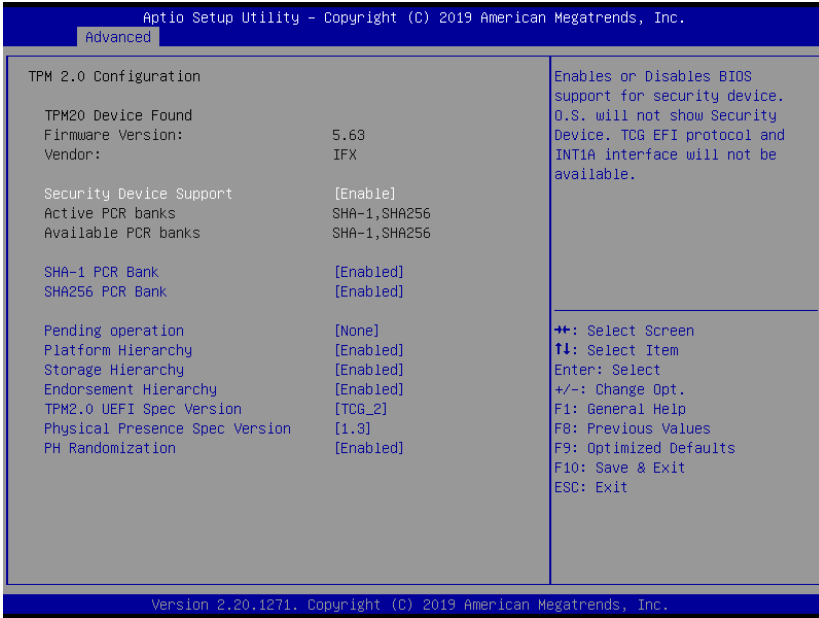 Aptio Setup Utility – Copyright (C) 2019 American Megatrends, Inc.
Advanced
TPM 2.0 Configuration
TPM20 Device Found
Firmware Version: 5.63
Vendor: IFX
Security Device Support [Enable]
Active PCR banks SHA-1,SHA256
Available PCR banks SHA-1,SHA256
SHA-1 PCR Bank [Enabled]
SHA256 PCR Bank [Enabled]
Pending operation [None]
Platform Hierarchy [Enabled]
Storage Hierarchy [Enabled]
Endorsement Hierarchy [Enabled]
TPM2.0 UEFI Spec Version [TCG_2]
Physical Presence Spec Version [1.3]
PH Randomization [Enabled]
Enables or Disables BIOS
support for security device.
O.S. will not show Security
Device. TCG EFI protocol and
INT1A interface will not be
available.
→←: Select Screen
↑↓: Select Item
Enter: Select
+/-: Change Opt.
F1: General Help
F8: Previous Values
F9: Optimized Defaults
F10: Save & Exit
ESC: Exit
Version 2.20.1271. Copyright (C) 2019 American Megatrends, Inc.